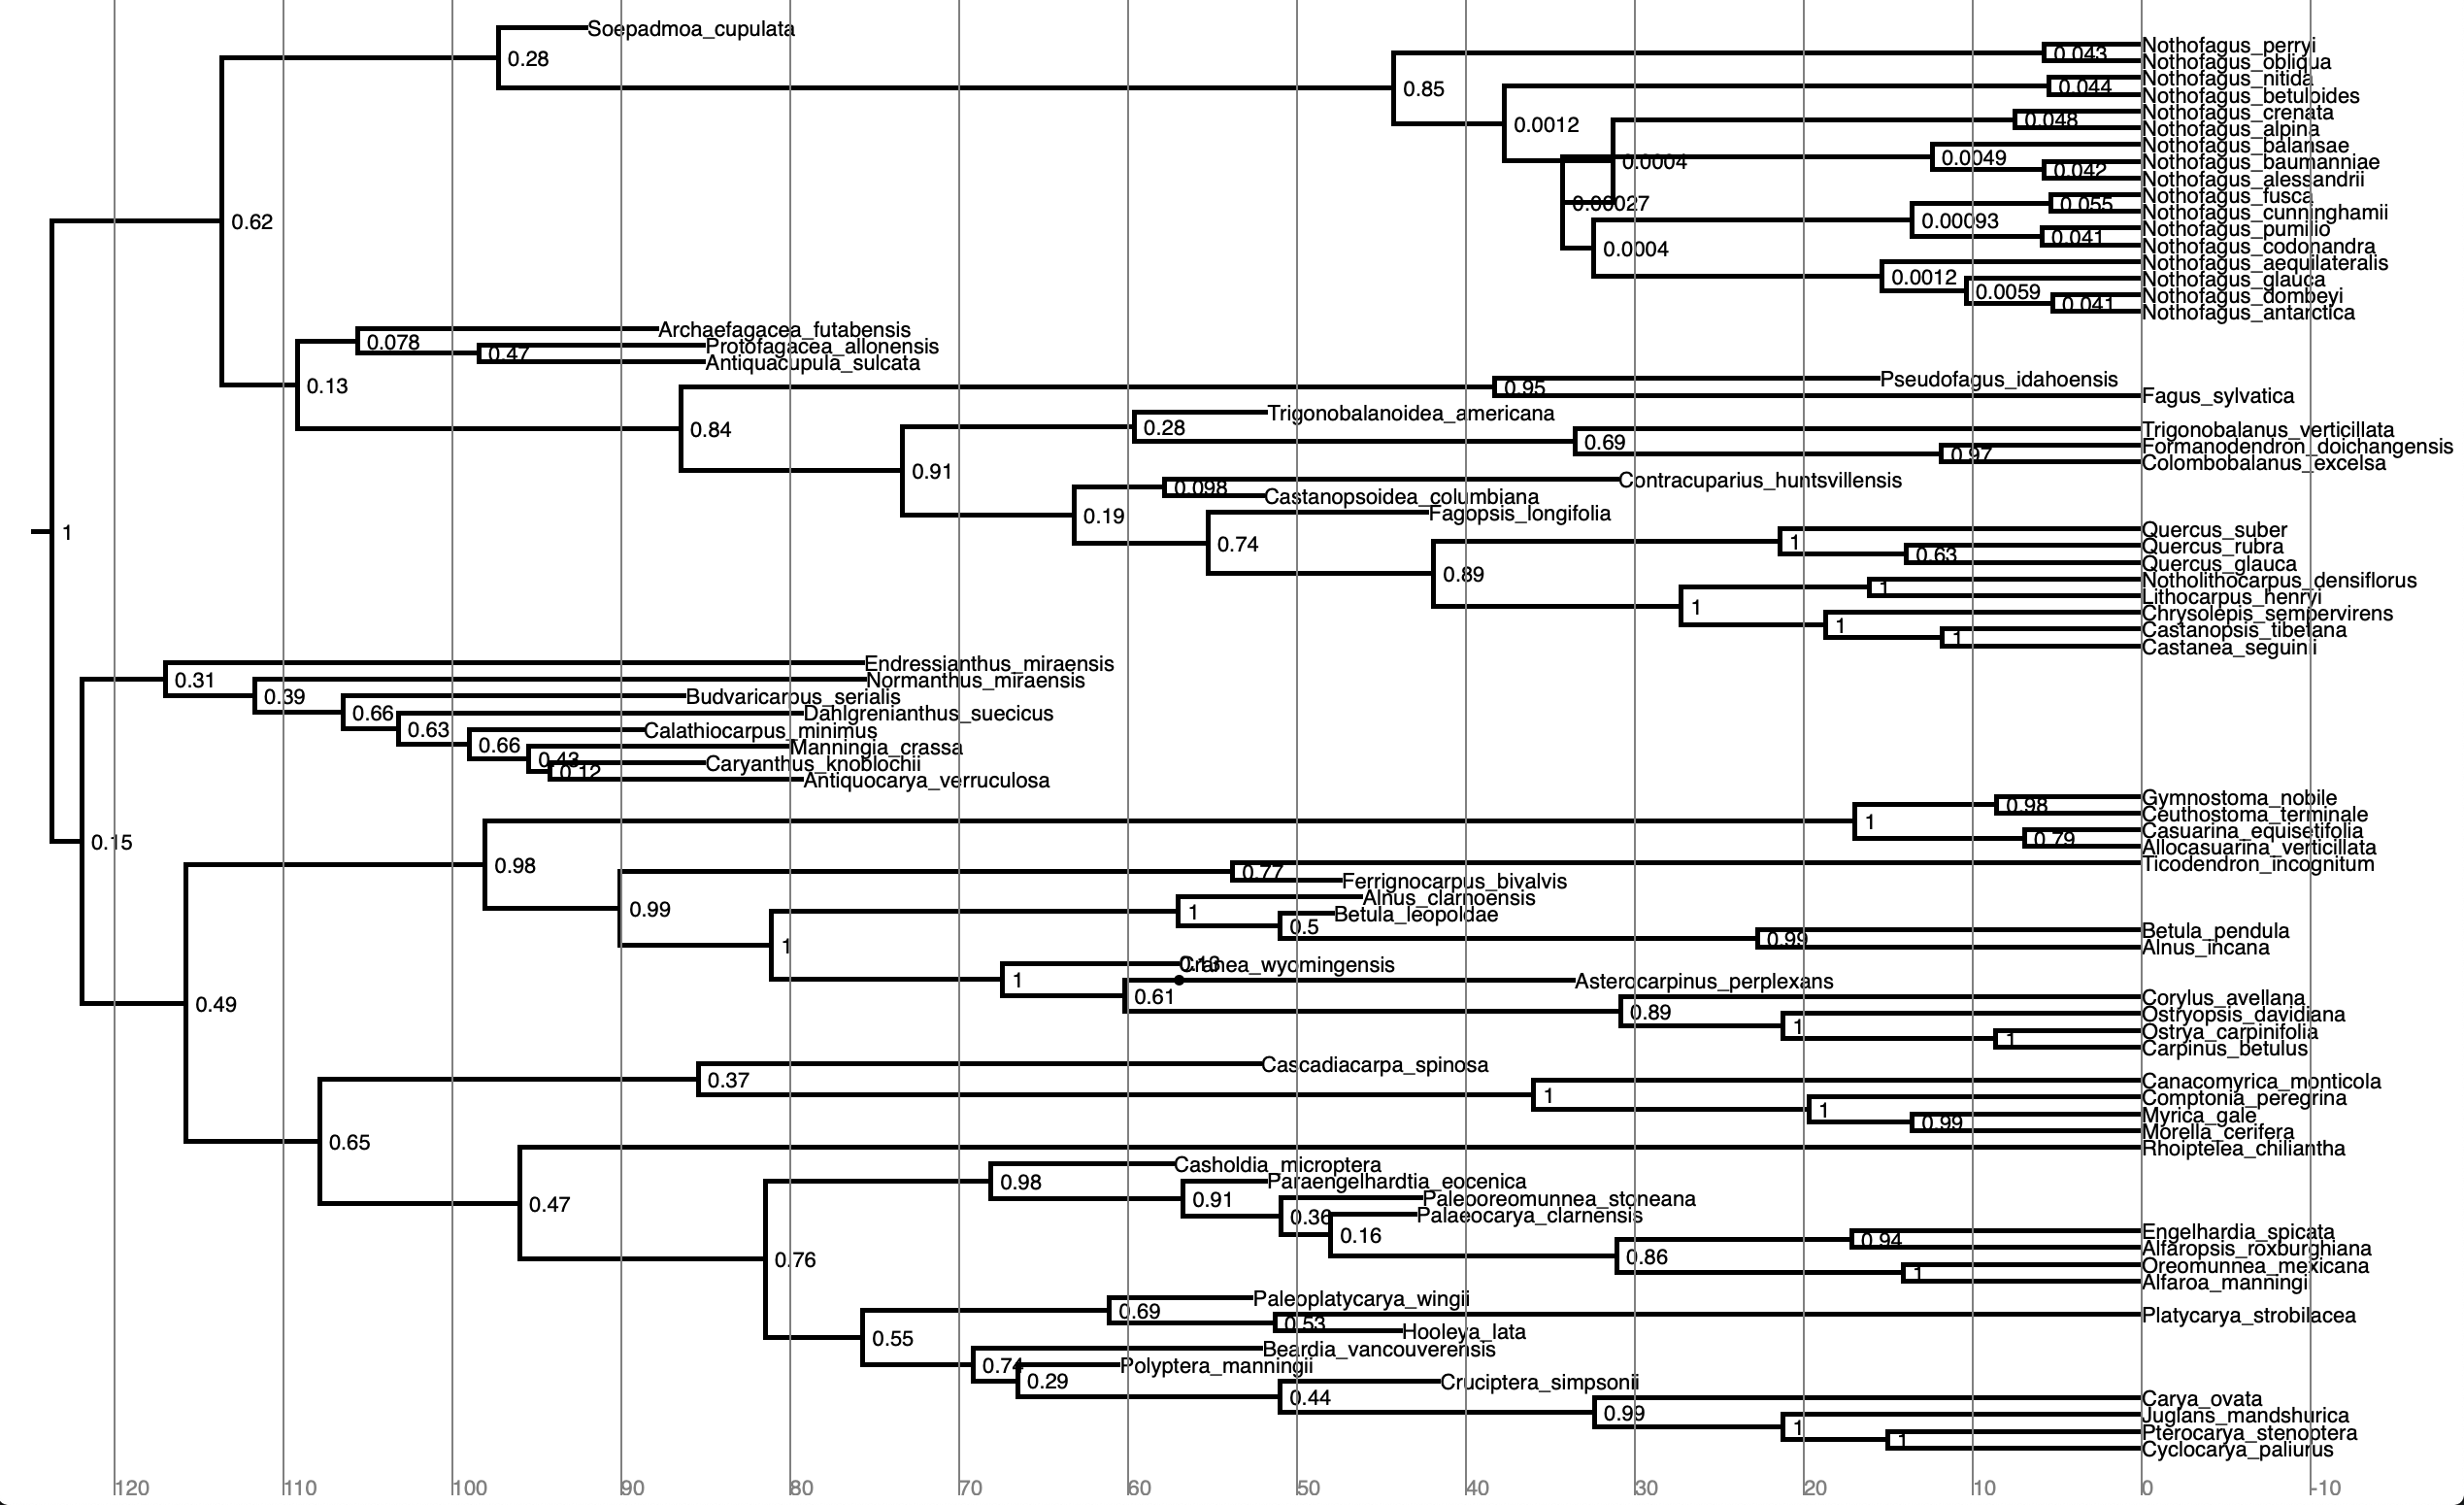 Soepadmoa_cupulata
0.28
Nothofagus_perryi
0.043
Nothofagus_obliqua
Nothofagus_nitida
0.85
0.044
Nothofagus_betuloides
Nothofagus_crenata
0.0012
0.048
Nothofagus_alpina
Nothofagus_balansae
0.0004
0.0049
Nothofagus_baumanniae
0.042
Nothofagus_alessandrii
Nothofagus_fusca
0.00027
0.055
Nothofagus_cunninghamii
0.62
0.00093
Nothofagus_pumilio
0.041
Nothofagus_codonandra
0.0004
Nothofagus_aequilateralis
0.0012
Nothofagus_glauca
0.0059
Nothofagus_dombeyi
0.041
Nothofagus_antarctica
Archaefagacea_futabensis
0.078
Protofagacea_allonensis
0.47
Antiquacupula_sulcata
0.13
Pseudofagus_idahoensis
0.95
Fagus_sylvatica
Trigonobalanoidea_americana
0.84
0.28
Trigonobalanus_verticillata
0.69
Formanodendron_doichangensis
0.97
Colombobalanus_excelsa
0.91
Contracuparius_huntsvillensis
0.098
Castanopsoidea_columbiana
0.19
Fagopsis_longifolia
1
Quercus_suber
0.74
1
Quercus_rubra
0.63
Quercus_glauca
0.89
Notholithocarpus_densiflorus
1
Lithocarpus_henryi
1
Chrysolepis_sempervirens
1
Castanopsis_tibetana
1
Castanea_seguinii
Endressianthus_miraensis
0.31
Normanthus_miraensis
0.39
Budvaricarpus_serialis
0.66
Dahlgrenianthus_suecicus
0.63
Calathiocarpus_minimus
0.66
Manningia_crassa
0.43
Caryanthus_knoblochii
0.12
Antiquocarya_verruculosa
Gymnostoma_nobile
0.98
Ceuthostoma_terminale
1
Casuarina_equisetifolia
0.15
0.79
Allocasuarina_verticillata
0.98
Ticodendron_incognitum
0.77
Ferrignocarpus_bivalvis
Alnus_clarnoensis
0.99
1
Betula_leopoldae
0.5
Betula_pendula
0.99
Alnus_incana
1
Cranea_wyomingensis
0.13
1
Asterocarpinus_perplexans
0.61
Corylus_avellana
0.49
0.89
Ostryopsis_davidiana
1
Ostrya_carpinifolia
1
Carpinus_betulus
Cascadiacarpa_spinosa
0.37
Canacomyrica_monticola
1
Comptonia_peregrina
1
Myrica_gale
0.99
Morella_cerifera
0.65
Rhoiptelea_chiliantha
Casholdia_microptera
0.98
Paraengelhardtia_eocenica
0.91
Paleooreomunnea_stoneana
0.47
0.36
Palaeocarya_clarnensis
0.16
Engelhardia_spicata
0.94
Alfaropsis_roxburghiana
0.76
0.86
Oreomunnea_mexicana
1
Alfaroa_manningi
Paleoplatycarya_wingii
0.69
Platycarya_strobilacea
0.53
Hooleya_lata
0.55
Beardia_vancouverensis
0.74
Polyptera_manningii
0.29
Cruciptera_simpsonii
0.44
Carya_ovata
0.99
Juglans_mandshurica
1
Pterocarya_stenoptera
1
Cyclocarya_paliurus
120 110 100 90 80 70 60 50 40 30 20 10 0 -10